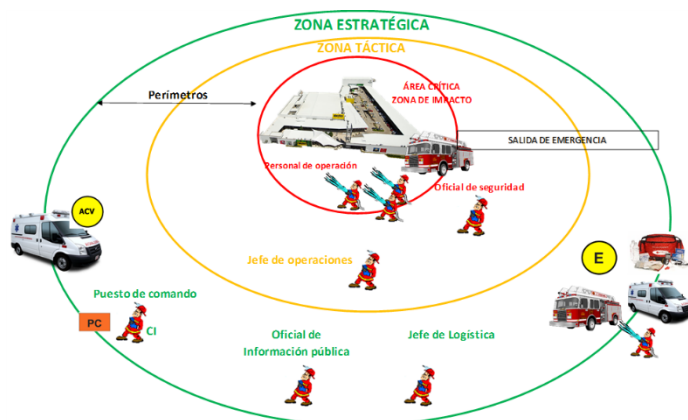 ZONA ESTRATÉGICA
ZONA TÁCTICA
ÁREA CRÍTICA
ZONA DE IMPACTO
Perímetros
SALIDA DE EMERGENCIA
Personal de operación
Oficial de seguridad
ACV
E
Jefe de operaciones
Puesto de comando
PC
CI
Oficial de
Información pública
Jefe de Logística